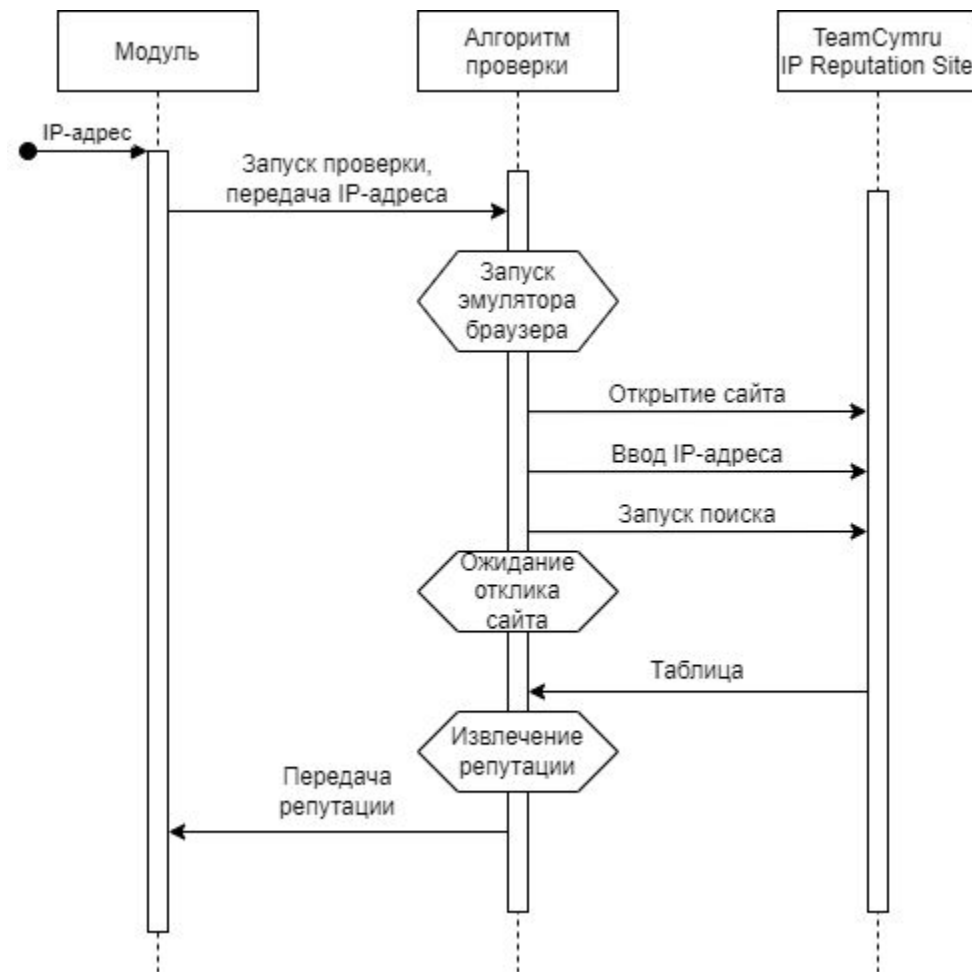 Модуль
Алгоритм
проверки
TeamCymru
IP Reputation Site
IP-адрес
Запуск проверки,
передача IP-адреса
Запуск
эмулятора
браузера
Открытие сайта
Ввод IP-адреса
Запуск поиска
Ожидание
отклика
сайта
Таблица
Извлечение
репутации
Передача
репутации